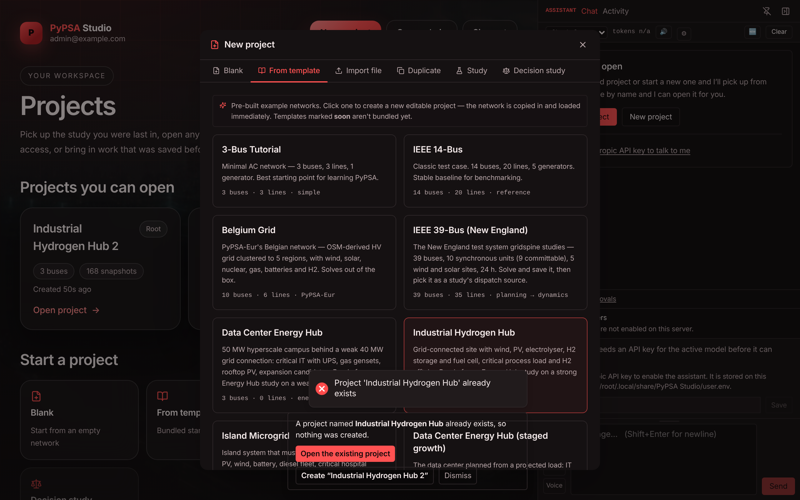 PyPSA Studio
admin@example.com
YOUR WORKSPACE
Projects
Pick up the study you were last in, open any
access, or bring in work that was saved befo
Projects you can open
Industrial
Hydrogen Hub 2
Root
3 buses
168 snapshots
Created 50s ago
Open project →
Start a project
Blank
Start from an empty
network
From temp
Bundled star
New project
Blank
From template
Import file
Duplicate
Study
Decision study
Pre-built example networks. Click one to create a new editable project — the network is copied in and loaded
immediately. Templates marked soon aren't bundled yet.
3-Bus Tutorial
Minimal AC network — 3 buses, 3 lines, 1
generator. Best starting point for learning PyPSA.
3 buses · 3 lines · simple
IEEE 14-Bus
Classic test case. 14 buses, 20 lines, 5 generators.
Stable baseline for benchmarking.
14 buses · 20 lines · reference
Belgium Grid
PyPSA-Eur's Belgian network — OSM-derived HV
grid clustered to 5 regions, with wind, solar,
nuclear, gas, batteries and H2. Solves out of the
box.
10 buses · 6 lines · PyPSA-Eur
IEEE 39-Bus (New England)
The New England test system gridspine studies —
39 buses, 10 synchronous units (9 committable), 5
wind and solar sites, 24 h. Solve and save it, then
pick it as a study's dispatch source.
39 buses · 35 lines · planning → dynamics
Data Center Energy Hub
50 MW hyperscale campus behind a weak 40 MW
grid connection: critical IT with UPS, gas gensets,
rooftop PV, expansion
Energy Hub study on a wea
3 buses · 0 lines · ene
Industrial Hydrogen Hub
Grid-connected site with wind, PV, electrolyser, H2
storage and fuel cell, critical process load and H2
study on a strong
Project 'Industrial Hydrogen Hub' already
exists
A project named Industrial Hydrogen Hub already exists, so
nothing was created.
Open the existing project
Create “Industrial Hydrogen Hub 2”
Dismiss
Island Microgrid
Island system that mus
PV, wind, battery, diesel
Data Center Energy Hub (staged
growth)
The data center planned from a projected load: IT
ASSISTANT
Chat
Activity
tokens n/a
Clear
open
d project or start a new one and I'll pick up from
e by name and I can open it for you.
ct
New project
ropic API key to talk to me
ovals
rs
re not enabled on this server.
eeds an API key for the active model before it can
pic API key to enable the assistant. It is stored on this
/root/.local/share/PyPSA Studio/user.env.
Save
ge... (Shift+Enter for newline)
Voice
Send